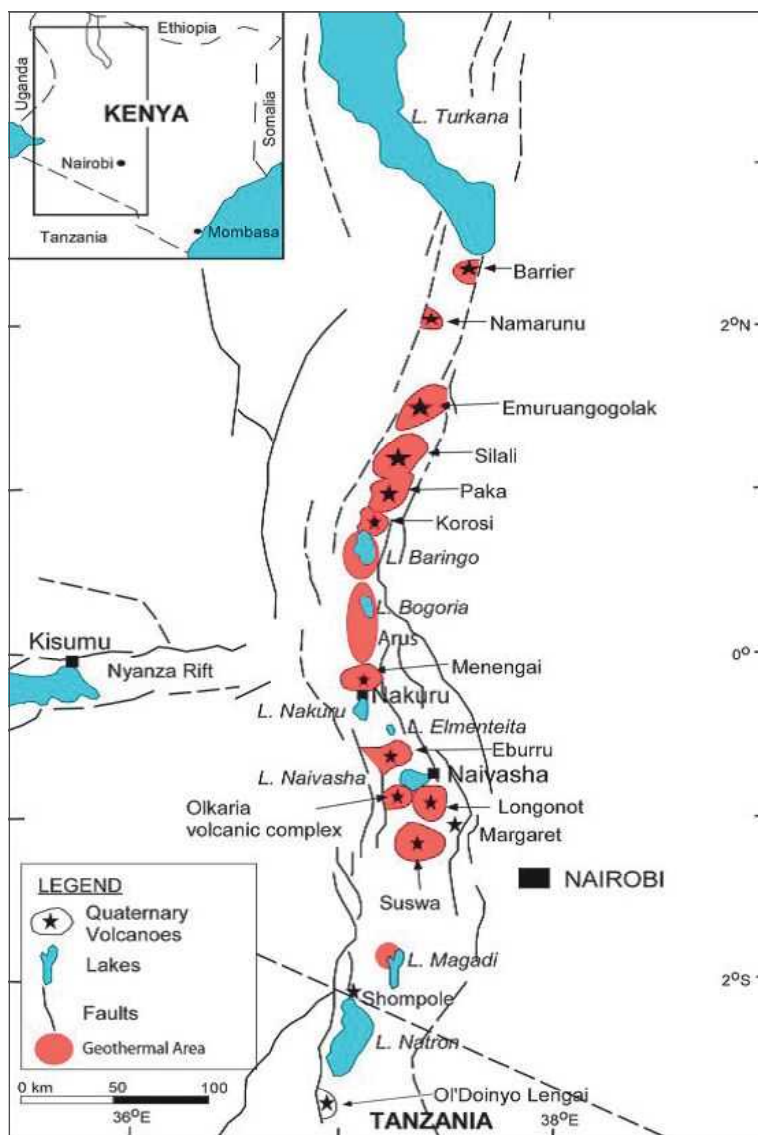 Ethiopia
Uganda
KENYA
Somalia
Nairobi
Tanzania
Mombasa
L. Turkana
Barrier
Namarunu
2°N
Emuruangogolak
Silali
Paka
Korosi
L. Baringo
L. Bogoria
Arus
Kisumu
Nyanza Rift
0°
Menengai
Nakuru
L. Nakuru
L. Elmenteita
Eburru
L. Naivasha
Naivasha
Olkaria
volcanic complex
Longonot
Margaret
NAIROBI
Suswa
L. Magadi
2°S
Shompole
L. Natron
Ol'Doinyo Lengai
TANZANIA
36°E
38°E
LEGEND
Quaternary
Volcanoes
Lakes
Faults
Geothermal Area
0 km 50 100